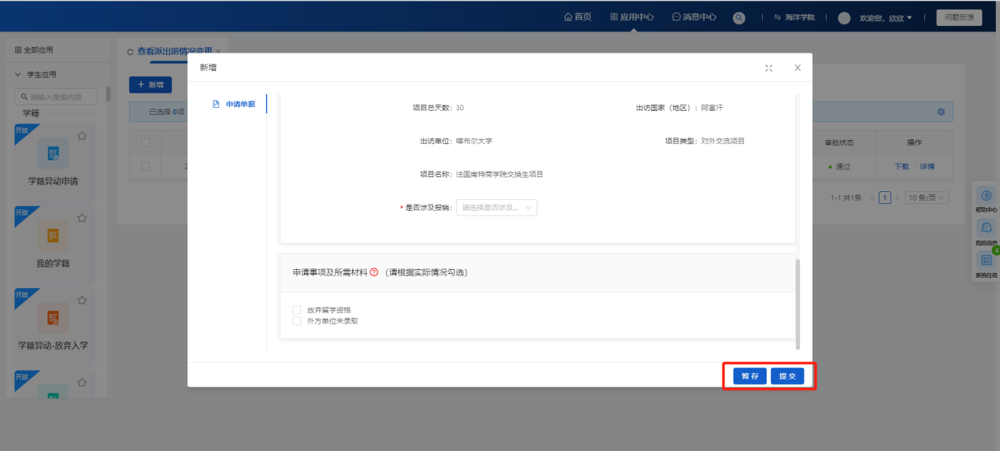 首页 应用中心 消息中心 海洋学院 欢迎您，欣欣 问题反馈
全部应用
学生应用
请输入搜索内容
学籍
开放
学籍异动申请
开放
我的学籍
开放
学籍异动-放弃入学
开放
查看派出前情况变更 ×
+ 新增
已选择 0项
审批状态 操作
通过 下载 详情
1-1 共1条 < 1 > 10 条/页
新增 X
申请单据
项目总天数：30 出访国家（地区）：阿富汗
出访单位：喀布尔大学 项目类型：对外交流项目
项目名称：法国南特商学院交换生项目
* 是否涉及报销： 请选择是否涉及...
申请事项及所需材料 （请根据实际情况勾选）
放弃留学资格
外方单位未录取
暂 存 提 交
帮助中心
我的消息
4
系统任务